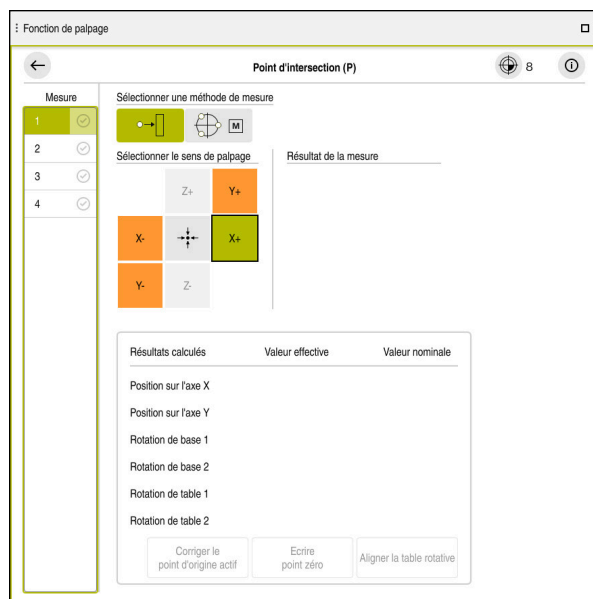 Fonction de palpage
Point d'intersection (P)
8
Mesure
1
2
3
4
Sélectionner une méthode de mesure
M
Sélectionner le sens de palpage
Résultat de la mesure
Z+
Y+
X-
X+
Y-
Z-
Résultats calculés Valeur effective Valeur nominale
Position sur l'axe X
Position sur l'axe Y
Rotation de base 1
Rotation de base 2
Rotation de table 1
Rotation de table 2
Corriger le
point d'origine actif
Ecrire
point zéro
Aligner la table rotative